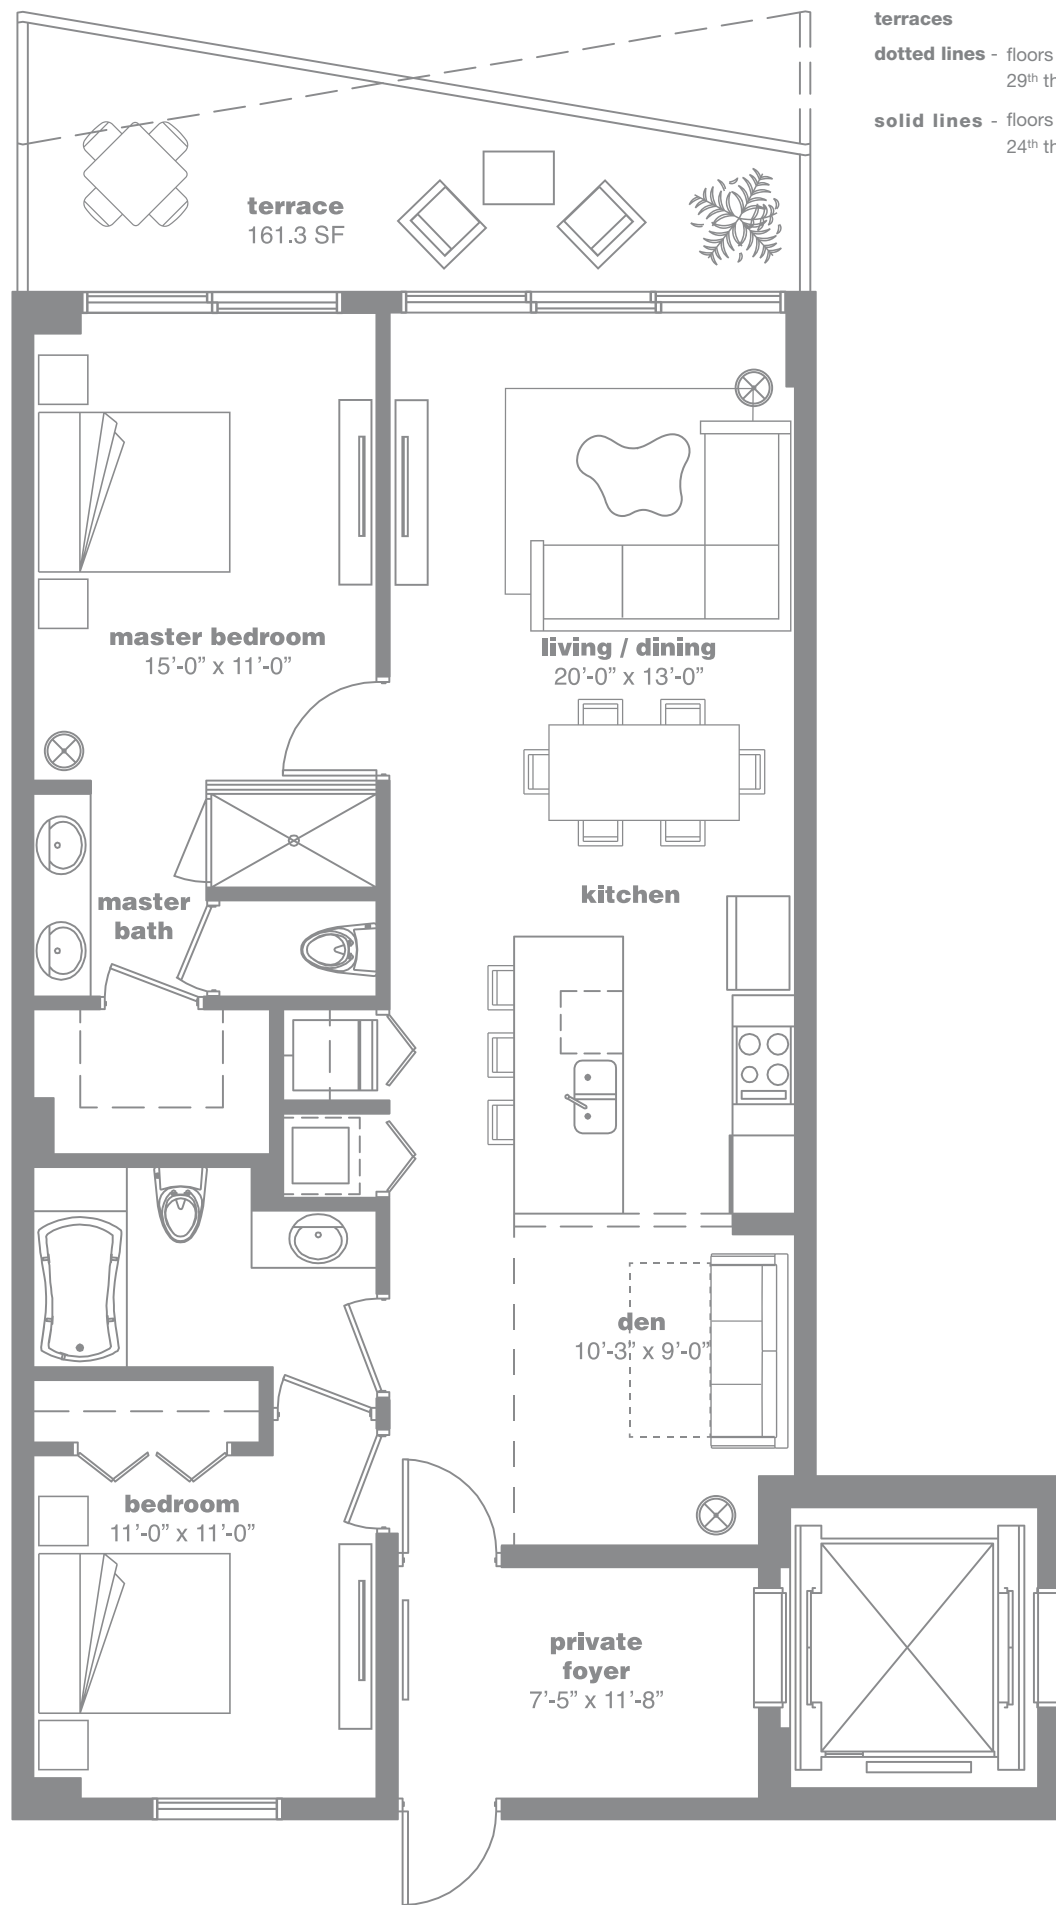 terraces
dotted lines - floors
29th th
solid lines - floors
24th th
terrace
161.3 SF
master bedroom
15’-0” x 11’-0”
living / dining
20’-0” x 13’-0”
kitchen
master
bath
den
10’-3” x 9’-0”
bedroom
11’-0” x 11’-0”
private
foyer
7’-5” x 11’-8”